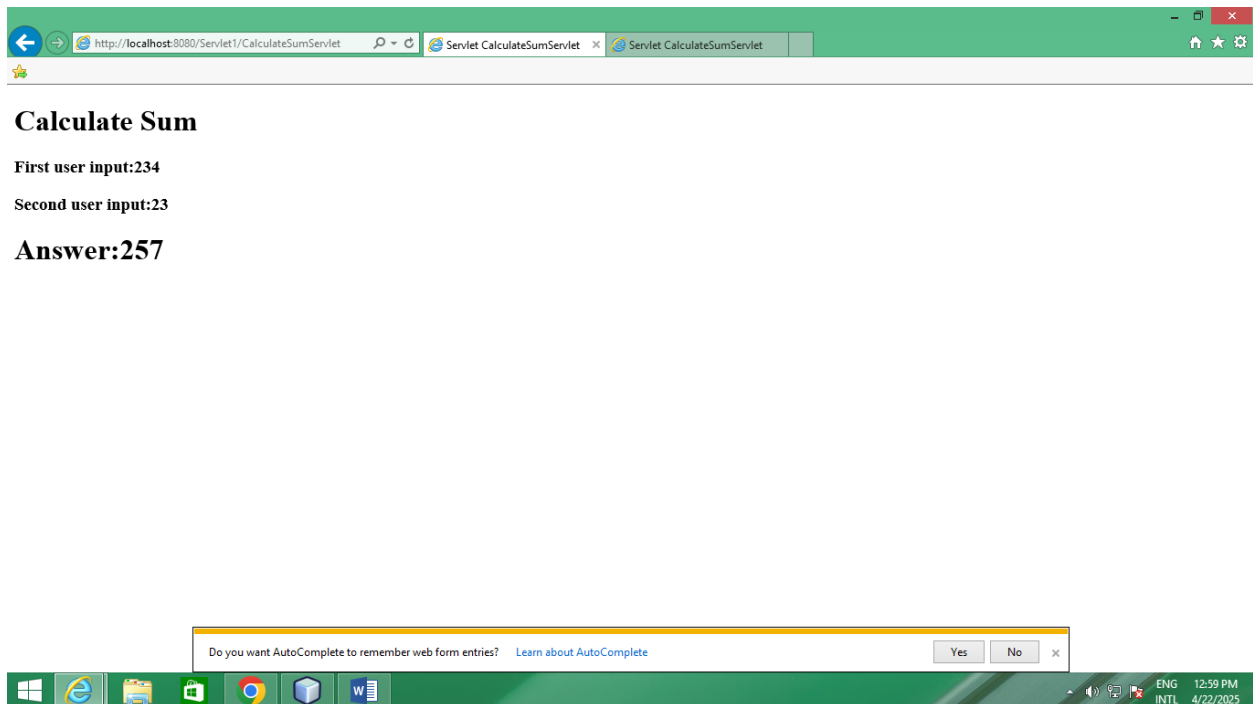 http://localhost:8080/Servlet1/CalculateSumServlet
Servlet CalculateSumServlet
Servlet CalculateSumServlet
Calculate Sum
First user input:234
Second user input:23
Answer:257
Do you want AutoComplete to remember web form entries? Learn about AutoComplete Yes No
ENG 12:59 PM
INTL 4/22/2025